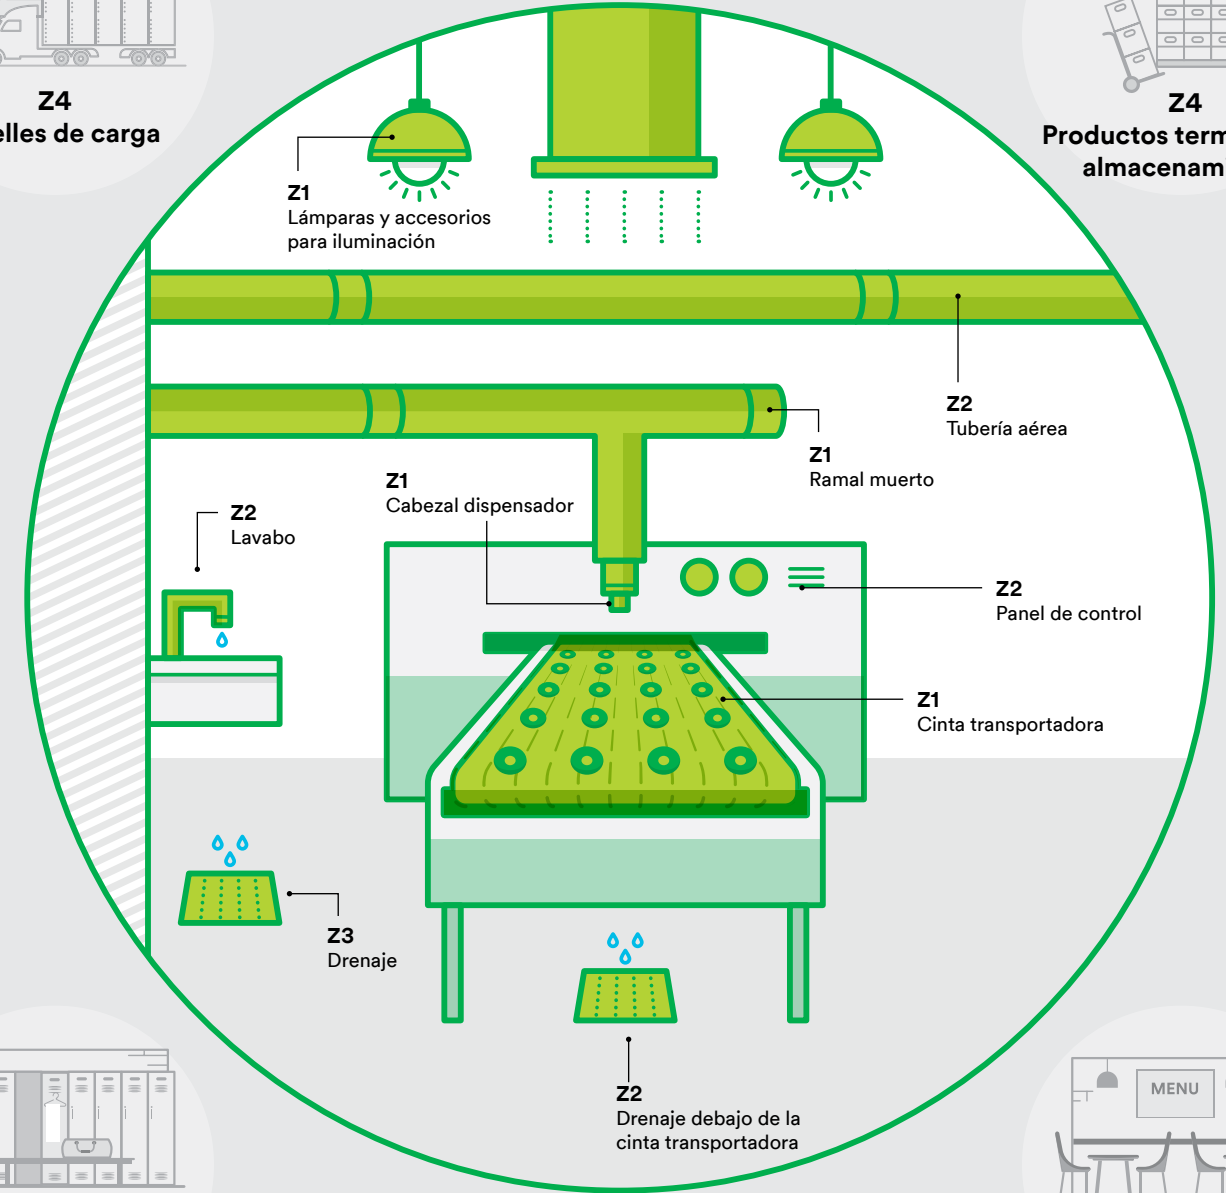 Z4
elles de carga
Z4
Productos term
almacenam
Z1
Lámparas y accesorios
para iluminación
Z2
Tubería aérea
Z1
Ramal muerto
Z1
Cabezal dispensador
Z2
Lavabo
Z2
Panel de control
Z1
Cinta transportadora
Z3
Drenaje
Z2
Drenaje debajo de la
cinta transportadora
MENU